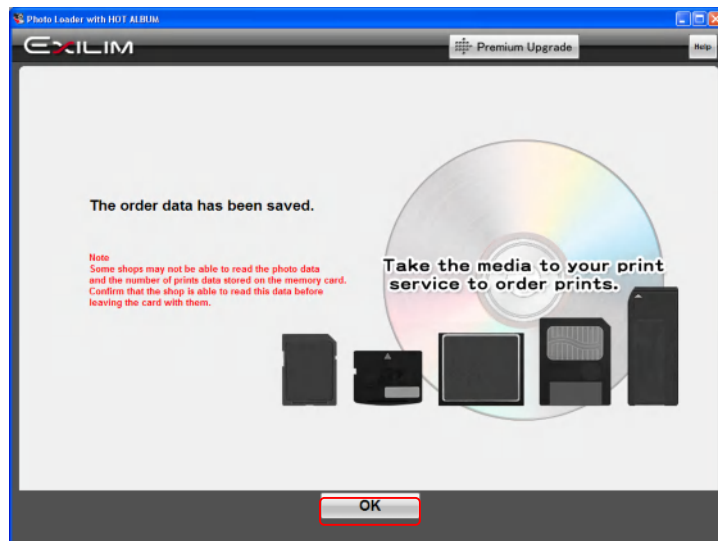 Photo Loader with HOT ALBUM
EXILIM
Premium Upgrade
Help
The order data has been saved.
Note
Some shops may not be able to read the photo data
and the number of prints data stored on the memory card.
Confirm that the shop is able to read this data before
leaving the card with them.
Take the media to your print
service to order prints.
OK